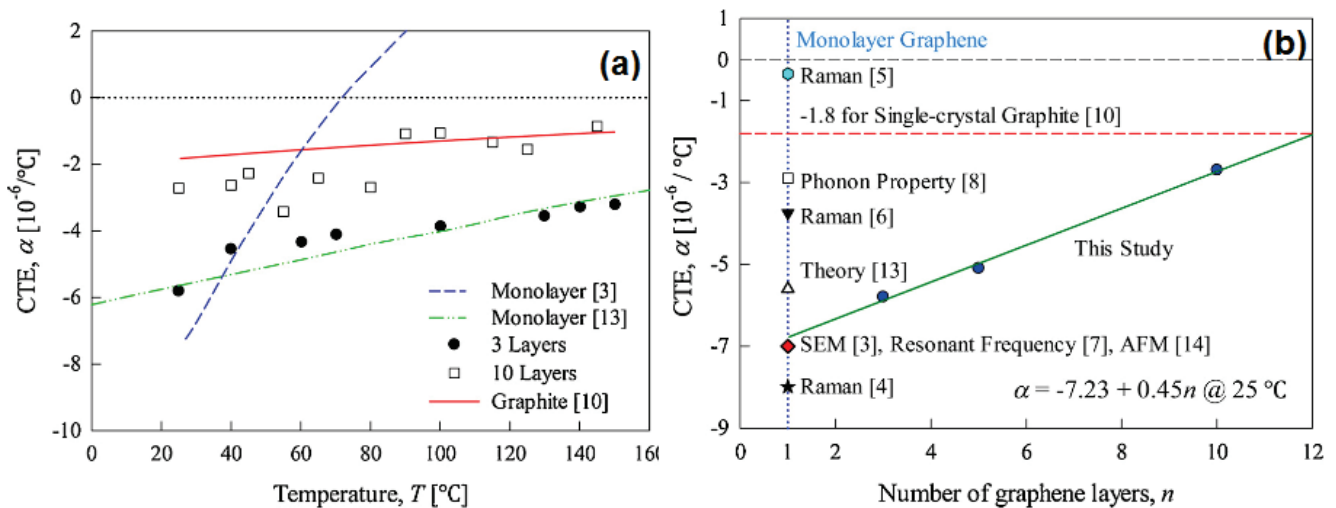 (a)
CTE, α [10⁻⁶/°C]
2
0
-2
-4
-6
-8
-10
Monolayer [3]
Monolayer [13]
3 Layers
10 Layers
Graphite [10]
0 20 40 60 80 100 120 140 160
Temperature, T [°C]
(b)
CTE, α [10⁻⁶ / °C]
1
0
-1
-3
-5
-7
-9
Monolayer Graphene
Raman [5]
-1.8 for Single-crystal Graphite [10]
Phonon Property [8]
Raman [6]
Theory [13]
This Study
SEM [3], Resonant Frequency [7], AFM [14]
Raman [4]
α = -7.23 + 0.45n @ 25 °C
0 1 2 4 6 8 10 12
Number of graphene layers, n